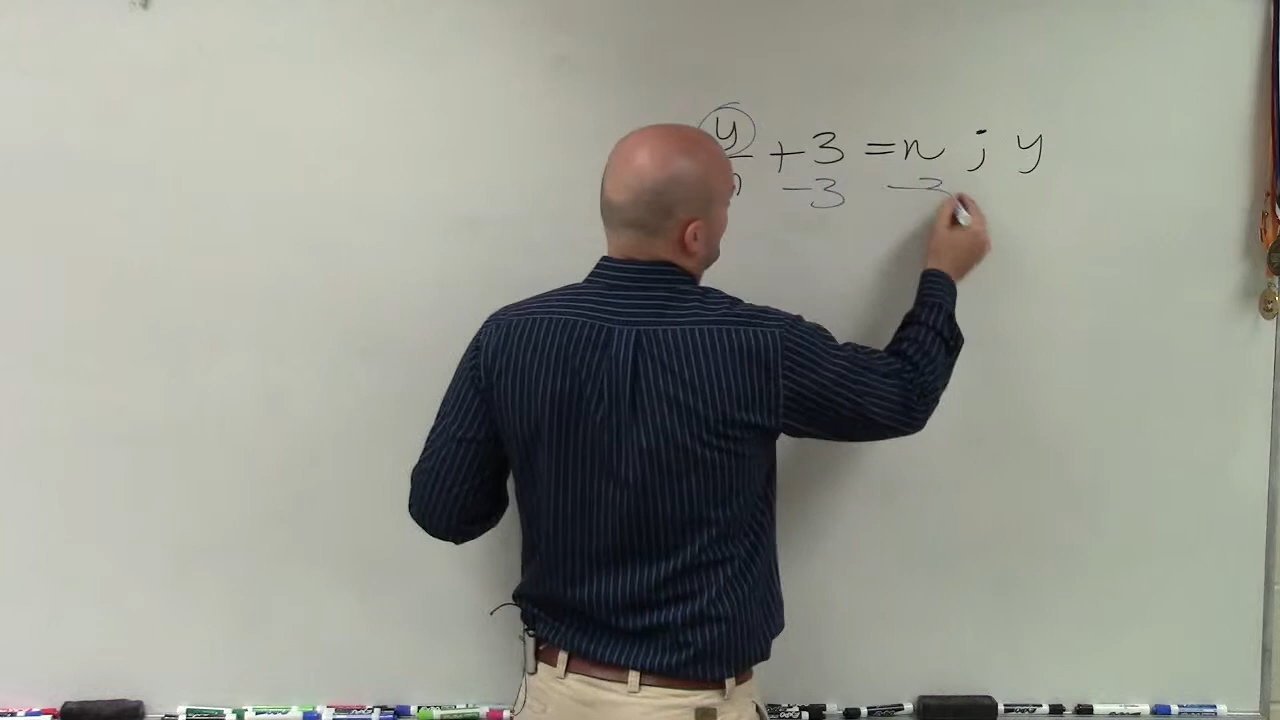 y + 3 = n ; y
-3 -3